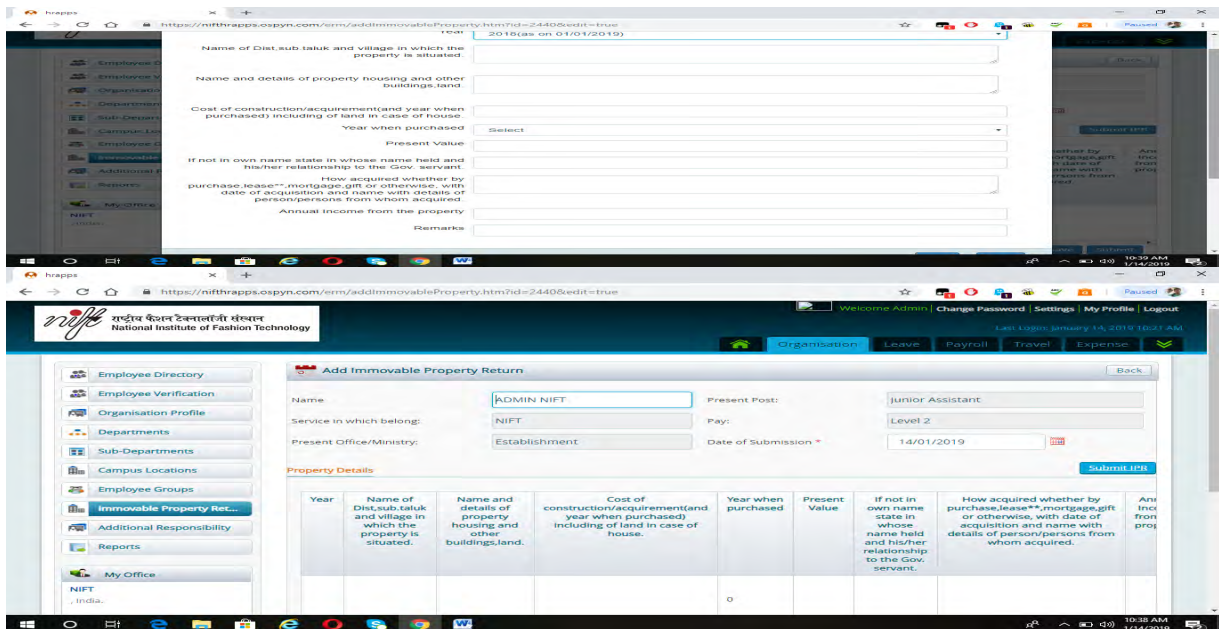 hrapps
https://nifthrapps.ospyn.com/erm/addImmovableProperty.htm?id=2440&edit=true
Paused
Year
2018(as on 01/01/2019)
Name of Dist,sub.taluk and village in which the
property is situated.
Name and details of property housing and other
buildings,land.
Cost of construction/acquirement(and year when
purchased) including of land in case of house.
Year when purchased
Select
Present Value
If not in own name state in whose name held and
his/her relationship to the Gov. servant.
How acquired whether by
purchase,lease**,mortgage,gift or otherwise, with
date of acquisition and name with details of
person/persons from whom acquired.
Annual Income from the property
Remarks
Back
Submit IPR
Reports
My Office
NIFT
10:39 AM
1/14/2019
hrapps
https://nifthrapps.ospyn.com/erm/addImmovableProperty.htm?id=2440&edit=true
Paused
nift
राष्ट्रीय फैशन टैक्नालॉजी संस्थान
National Institute of Fashion Technology
Welcome Admin | Change Password | Settings | My Profile | Logout
Last Login: January 14, 2019 10:27 AM
Organisation Leave Payroll Travel Expense
Employee Directory
Employee Verification
Organisation Profile
Departments
Sub-Departments
Campus Locations
Employee Groups
Immovable Property Ret...
Additional Responsibility
Reports
My Office
NIFT
, India.
Add Immovable Property Return
Back
Name
ADMIN NIFT
Present Post:
Junior Assistant
Service in which belong:
NIFT
Pay:
Level 2
Present Office/Ministry:
Establishment
Date of Submission *
14/01/2019
Property Details
Submit IPR
Year
Name of
Dist,sub.taluk
and village in
which the
property is
situated.
Name and
details of
property
housing and
other
buildings,land.
Cost of
construction/acquirement(and
year when purchased)
including of land in case of
house.
Year when
purchased
Present
Value
If not in
own name
state in
whose
name held
and his/her
relationship
to the Gov.
servant.
How acquired whether by
purchase,lease**,mortgage,gift
or otherwise, with date of
acquisition and name with
details of person/persons from
whom acquired.
0
10:38 AM
1/14/2019